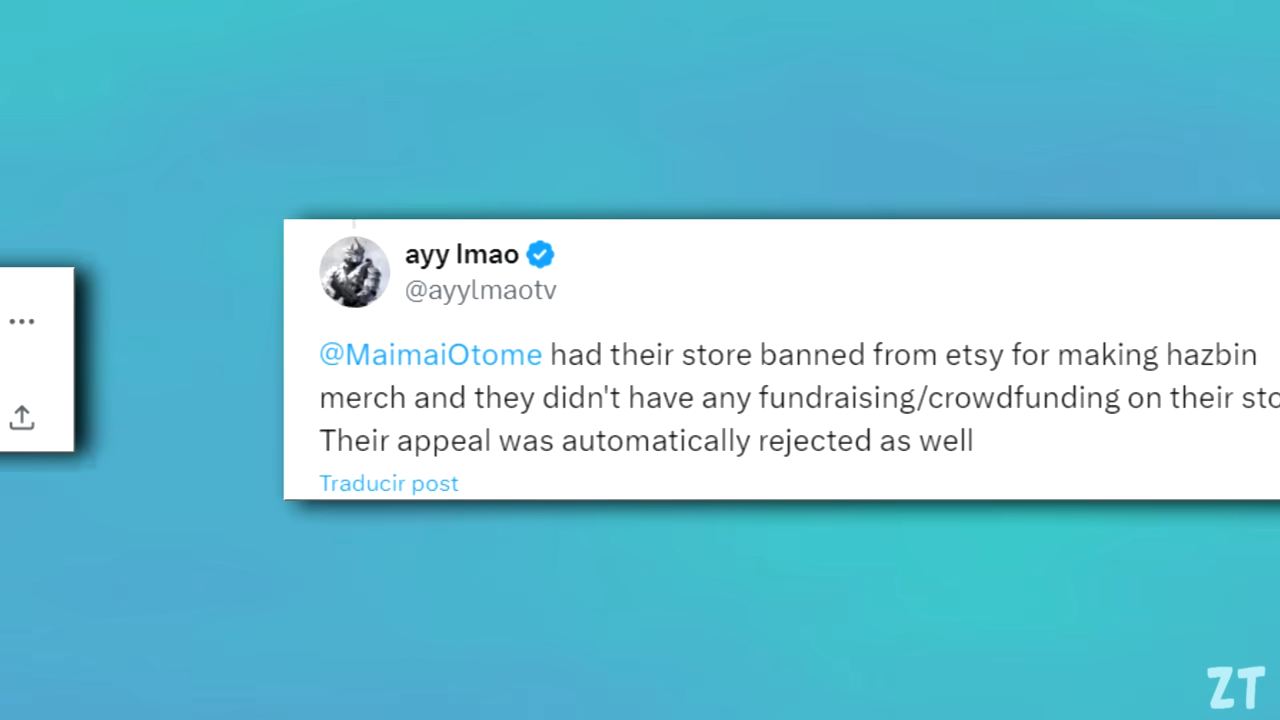 ayy lmao
@ayylmaotv
@MaimaiOtome had their store banned from etsy for making hazbin
merch and they didn't have any fundraising/crowdfunding on their
Their appeal was automatically rejected as well
Traducir post
ZT